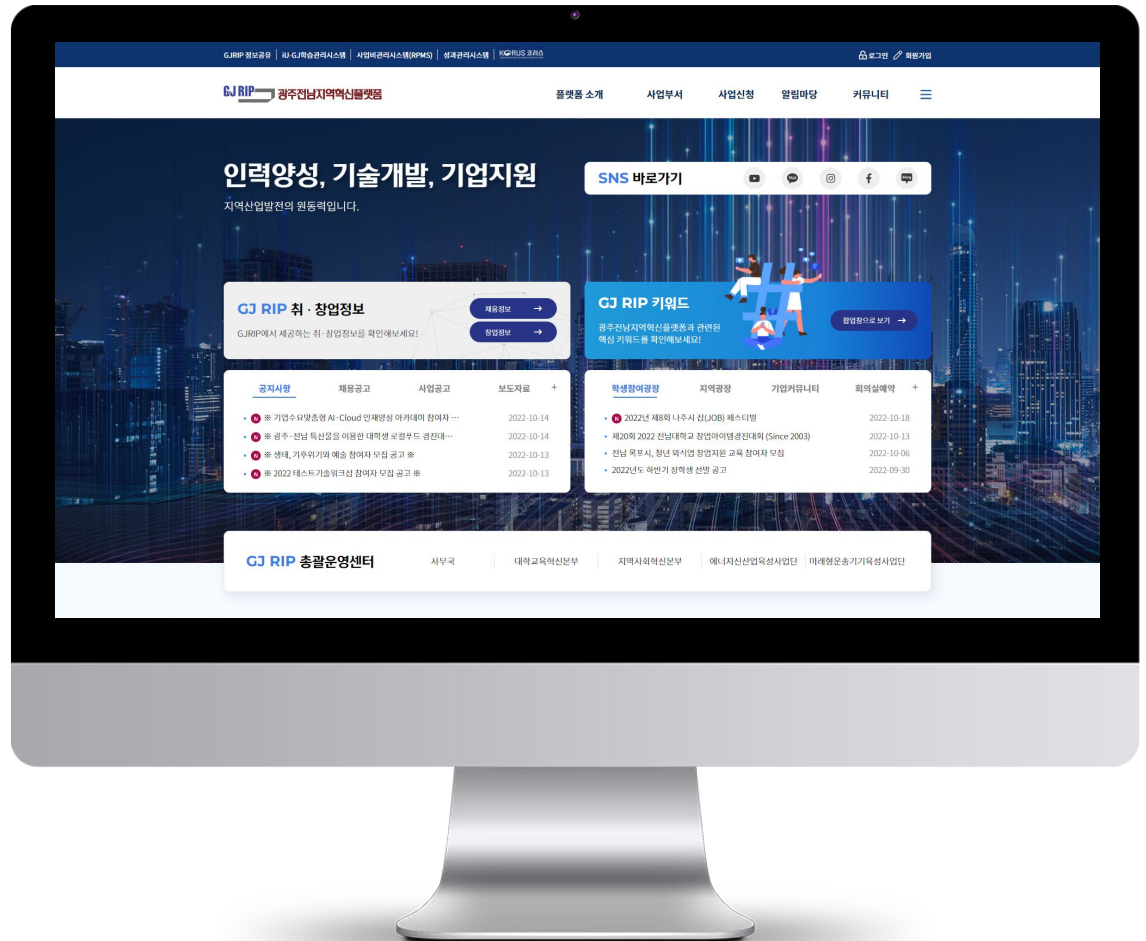 GJRIP 정보공유 | iU-GJ학습관리시스템 | 사업비관리시스템(RPMS) | 성과관리시스템 | KORUS 코러스
로그인 회원가입
GJ RIP 광주전남지역혁신플랫폼
플랫폼 소개 사업부서 사업신청 알림마당 커뮤니티
인력양성, 기술개발, 기업지원
지역산업발전의 원동력입니다.
SNS 바로가기
GJ RIP 취·창업정보
GJRIP에서 제공하는 취·창업정보를 확인해보세요!
채용정보 →
창업정보 →
GJ RIP 키워드
광주전남지역혁신플랫폼과 관련된
핵심 키워드를 확인해보세요!
팝업창으로 보기 →
공지사항 채용공고 사업공고 보도자료 +
N ※ 기업수요맞춤형 AI·Cloud 인재양성 아카데미 참여자 … 2022-10-14
N ※ 광주·전남 특산물을 이용한 대학생 로컬푸드 경진대… 2022-10-14
N ※ 생태, 기후위기와 예술 참여자 모집 공고 ※ 2022-10-13
N ※ 2022 테스트기술워크샵 참여자 모집 공고 ※ 2022-10-13
학생참여광장 지역광장 기업커뮤니티 회의실예약 +
N 2022년 제8회 나주시 잡(JOB) 페스티벌 2022-10-18
제20회 2022 전남대학교 창업아이템경진대회 (Since 2003) 2022-10-13
전남 목포시, 청년 외식업 창업지원 교육 참여자 모집 2022-10-06
2022년도 하반기 장학생 선발 공고 2022-09-30
GJ RIP 총괄운영센터 사무국 대학교육혁신본부 지역사회혁신본부 에너지신산업육성사업단 미래형운송기기육성사업단